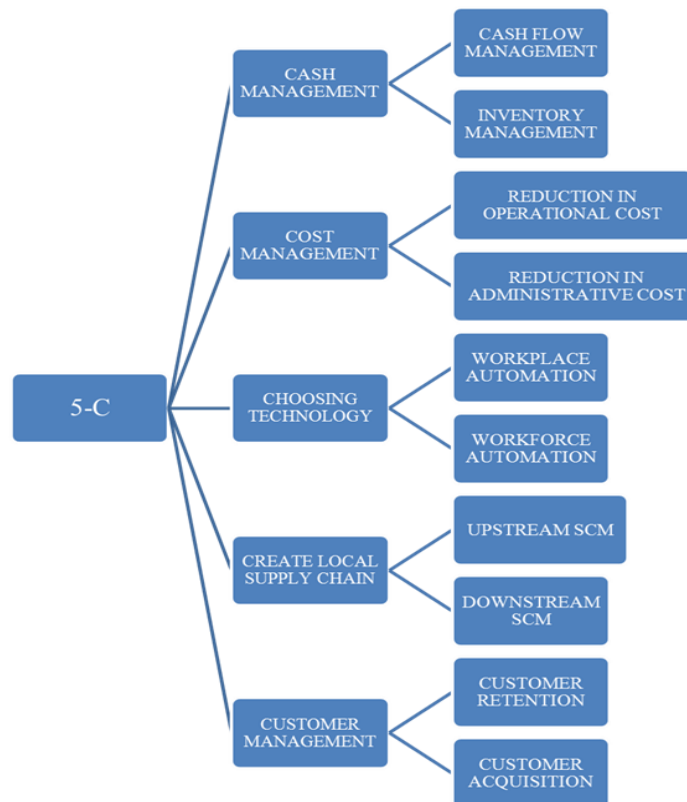 5-C
CASH
MANAGEMENT
CASH FLOW
MANAGEMENT
INVENTORY
MANAGEMENT
COST
MANAGEMENT
REDUCTION IN
OPERATIONAL COST
REDUCTION IN
ADMINISTRATIVE COST
CHOOSING
TECHNOLOGY
WORKPLACE
AUTOMATION
WORKFORCE
AUTOMATION
CREATE LOCAL
SUPPLY CHAIN
UPSTREAM SCM
DOWNSTREAM
SCM
CUSTOMER
MANAGEMENT
CUSTOMER
RETENTION
CUSTOMER
ACQUISITION